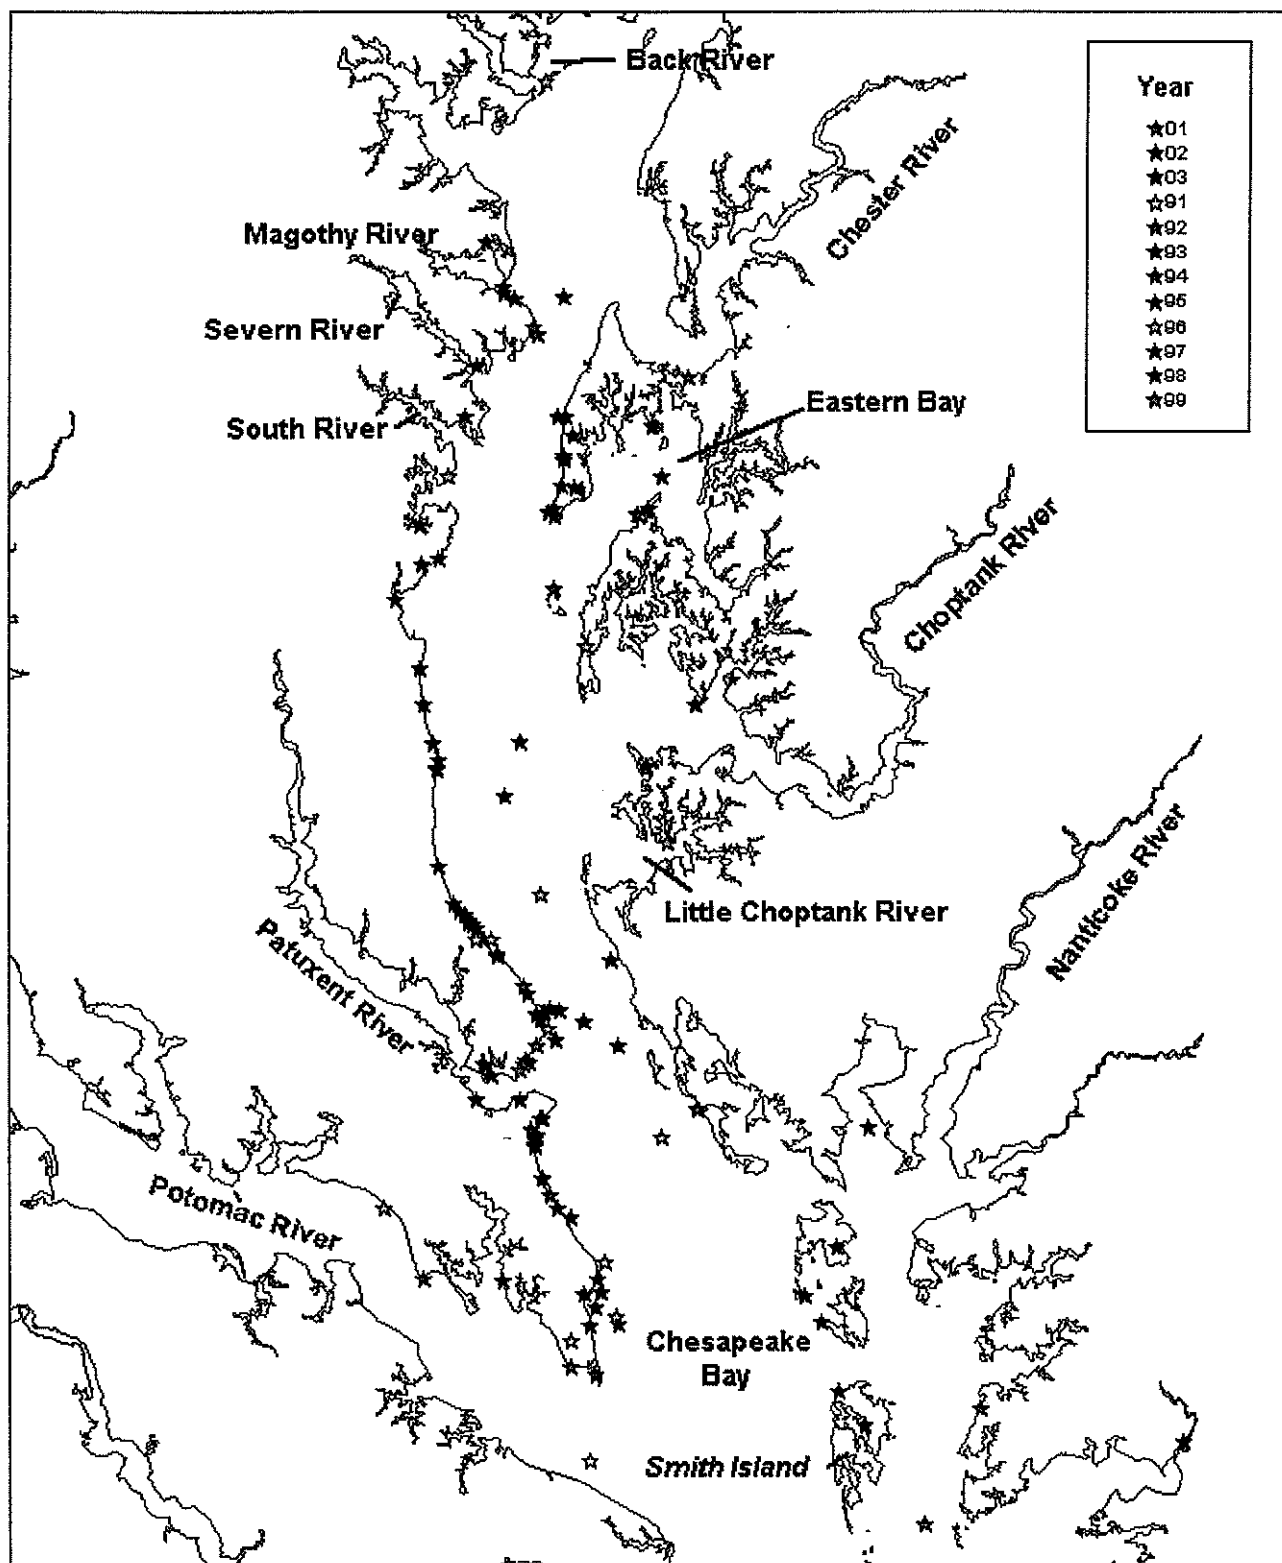 Back River
Year
★01
★02
★03
☆91
★92
★93
★94
★95
☆96
★97
★98
★99
Chester River
Magothy River
Severn River
Eastern Bay
South River
Choptank River
Little Choptank River
Nanticoke River
Patuxent River
Potomac River
Chesapeake
Bay
Smith Island